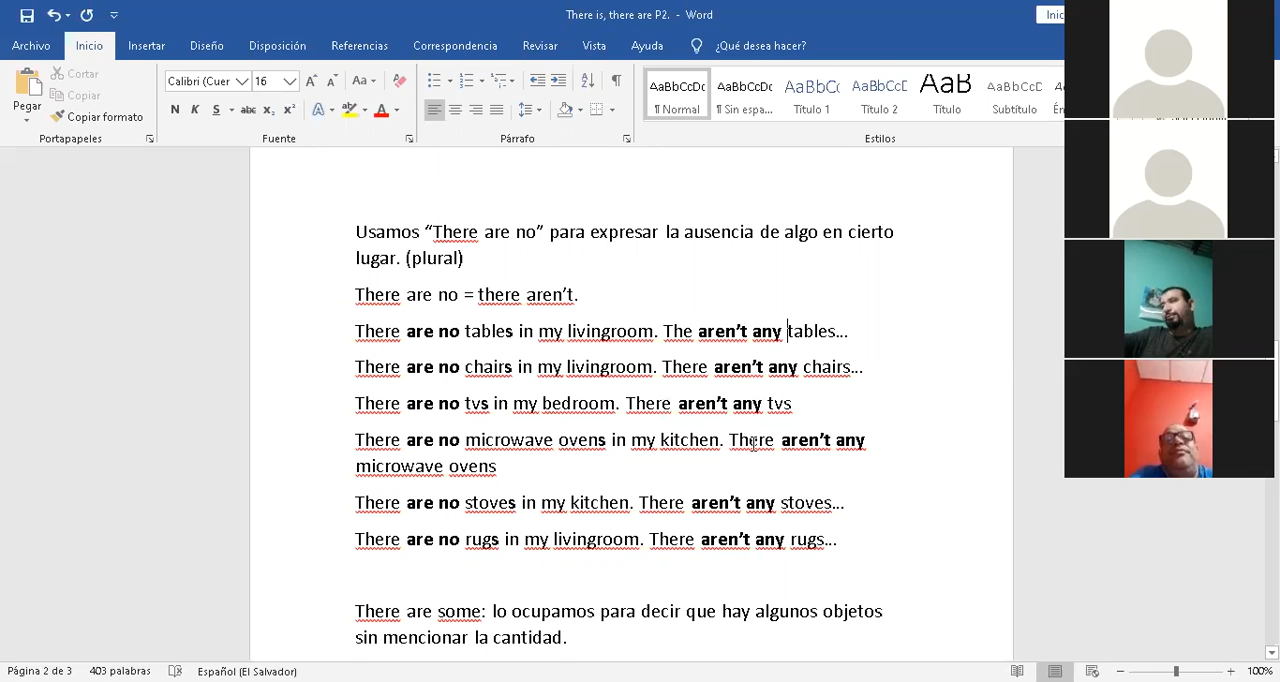 There is, there are P2. - Word
Inic
Archivo Inicio Insertar Diseño Disposición Referencias Correspondencia Revisar Vista Ayuda ¿Qué desea hacer?
Pegar
Cortar
Copiar
Copiar formato
Portapapeles
Calibri (Cuer 16
N K S abc x₂ x²
Fuente
Párrafo
AaBbCcDc AaBbCcDc AaBbCc AaBbCcC AaB AaBbCcC
¶ Normal ¶ Sin espa... Título 1 Título 2 Título Subtítulo
Estilos
Usamos “There are no” para expresar la ausencia de algo en cierto
lugar. (plural)
There are no = there aren’t.
There are no tables in my livingroom. The aren’t any tables...
There are no chairs in my livingroom. There aren’t any chairs...
There are no tvs in my bedroom. There aren’t any tvs
There are no microwave ovens in my kitchen. There aren’t any
microwave ovens
There are no stoves in my kitchen. There aren’t any stoves...
There are no rugs in my livingroom. There aren’t any rugs...
There are some: lo ocupamos para decir que hay algunos objetos
sin mencionar la cantidad.
Página 2 de 3 403 palabras Español (El Salvador) 100%